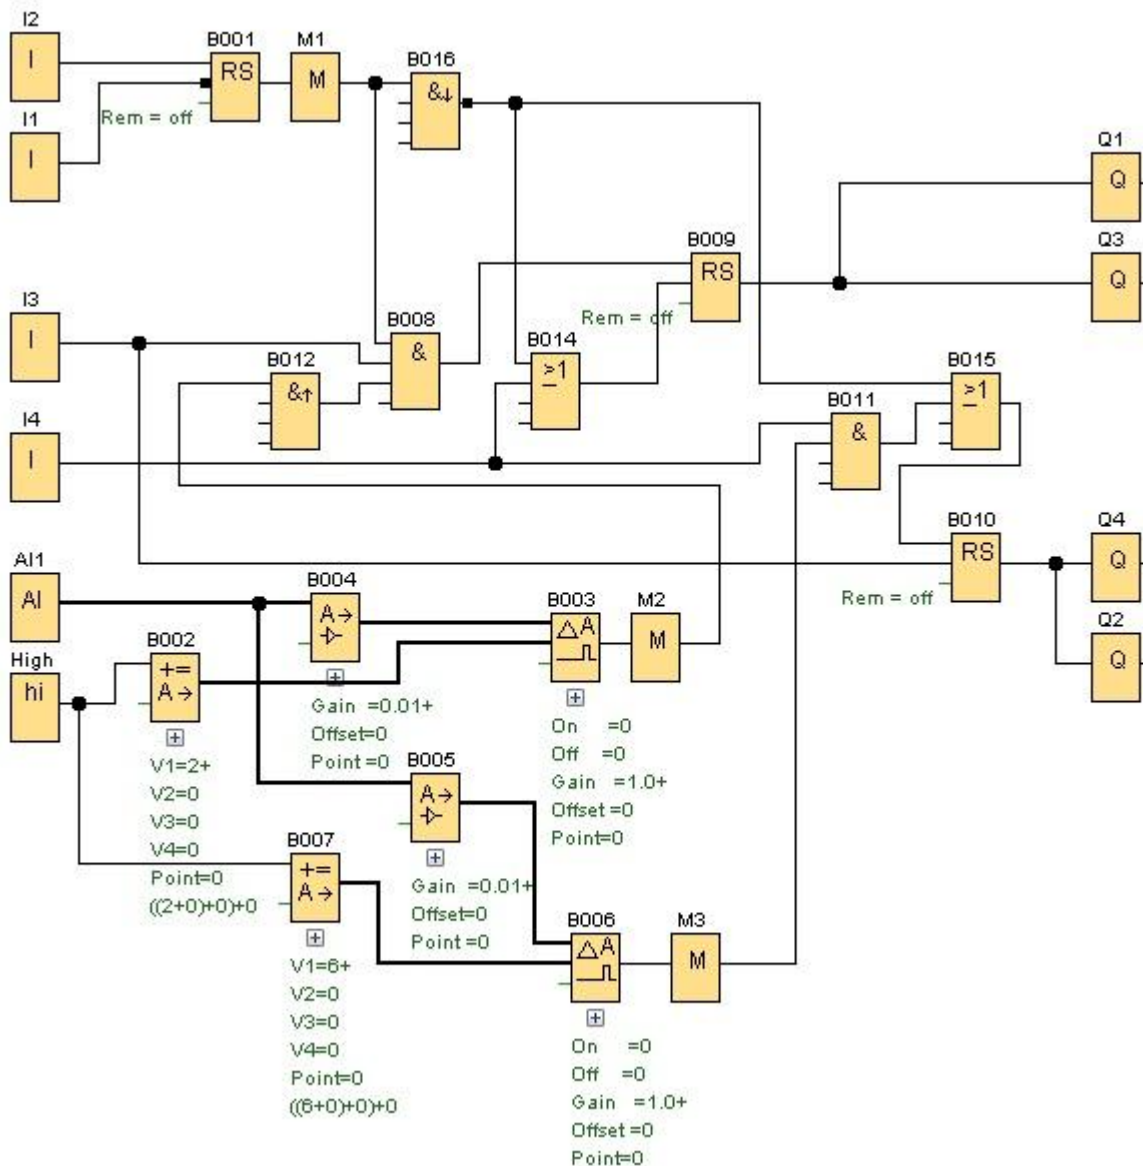 I2
I
B001
RS
M1
M
B016
&↓
Rem = off
I1
I
Q1
Q
B009
RS
Q3
Q
Rem = off
I3
I
B008
&
B012
&↑
B014
>1
B015
>1
B011
&
I4
I
B010
RS
Q4
Q
Rem = off
AI1
AI
B004
A→
B003
△A
M2
M
Q2
Q
High
hi
B002
+=
A→
Gain =0.01+
Offset=0
Point =0
On =0
Off =0
Gain =1.0+
Offset =0
Point=0
V1=2+
V2=0
V3=0
V4=0
Point=0
((2+0)+0)+0
B005
A→
Gain =0.01+
Offset=0
Point =0
B007
+=
A→
V1=6+
V2=0
V3=0
V4=0
Point=0
((6+0)+0)+0
B006
△A
M3
M
On =0
Off =0
Gain =1.0+
Offset =0
Point=0